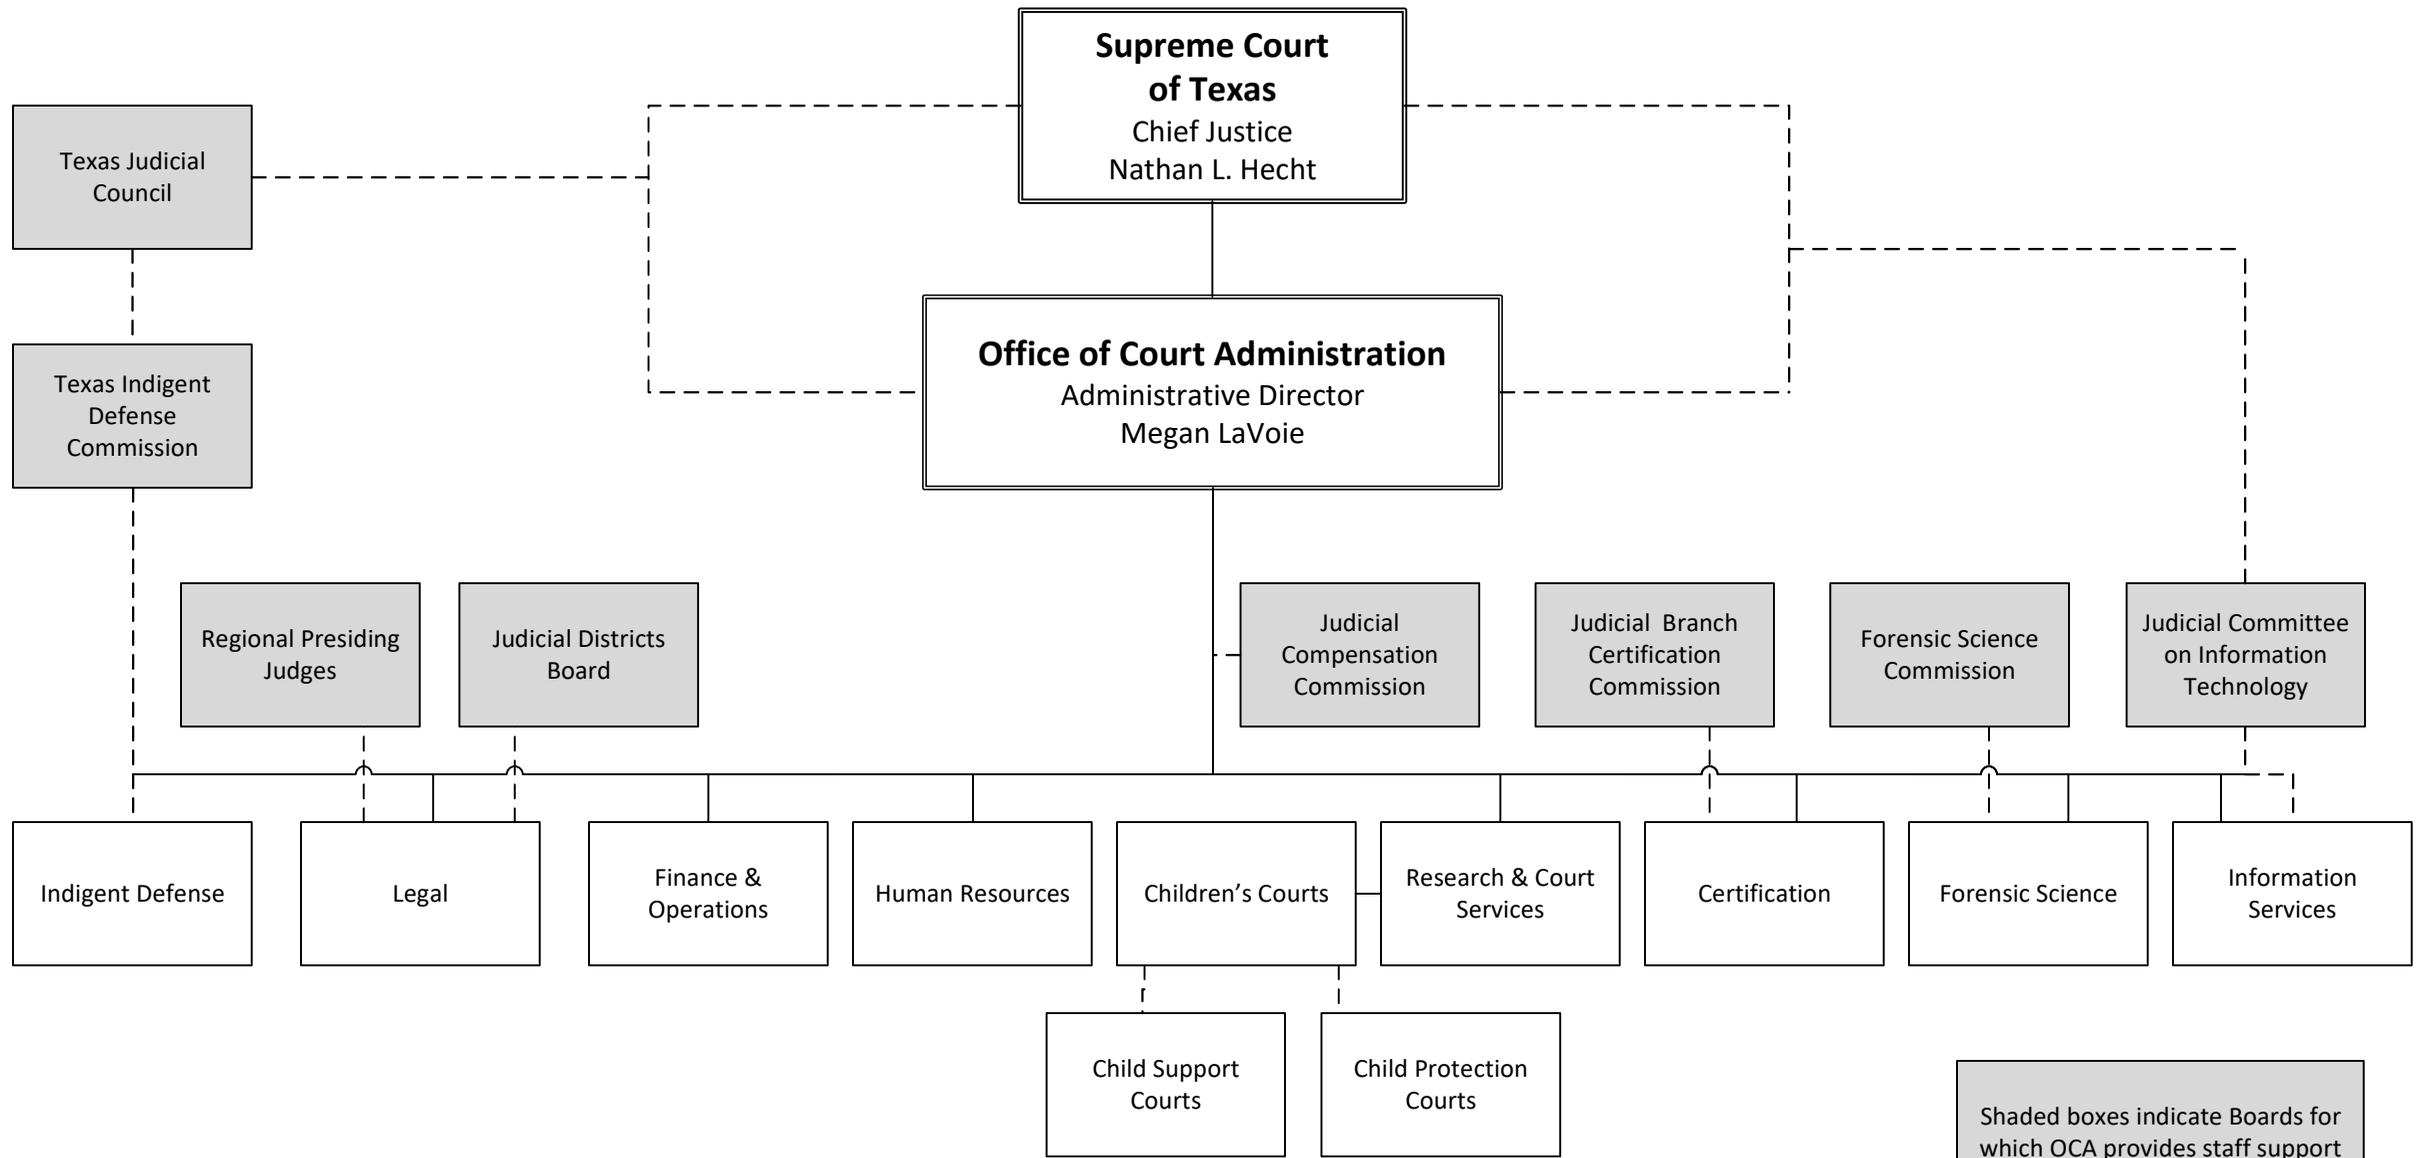 Supreme Court
of Texas
Chief Justice
Nathan L. Hecht
Texas Judicial
Council
Office of Court Administration
Administrative Director
Megan LaVoie
Texas Indigent
Defense
Commission
Regional Presiding
Judges
Judicial Districts
Board
Judicial
Compensation
Commission
Judicial Branch
Certification
Commission
Forensic Science
Commission
Judicial Committee
on Information
Technology
Indigent Defense
Legal
Finance &
Operations
Human Resources
Children’s Courts
Research & Court
Services
Certification
Forensic Science
Information
Services
Child Support
Courts
Child Protection
Courts
Shaded boxes indicate Boards for
which OCA provides staff support